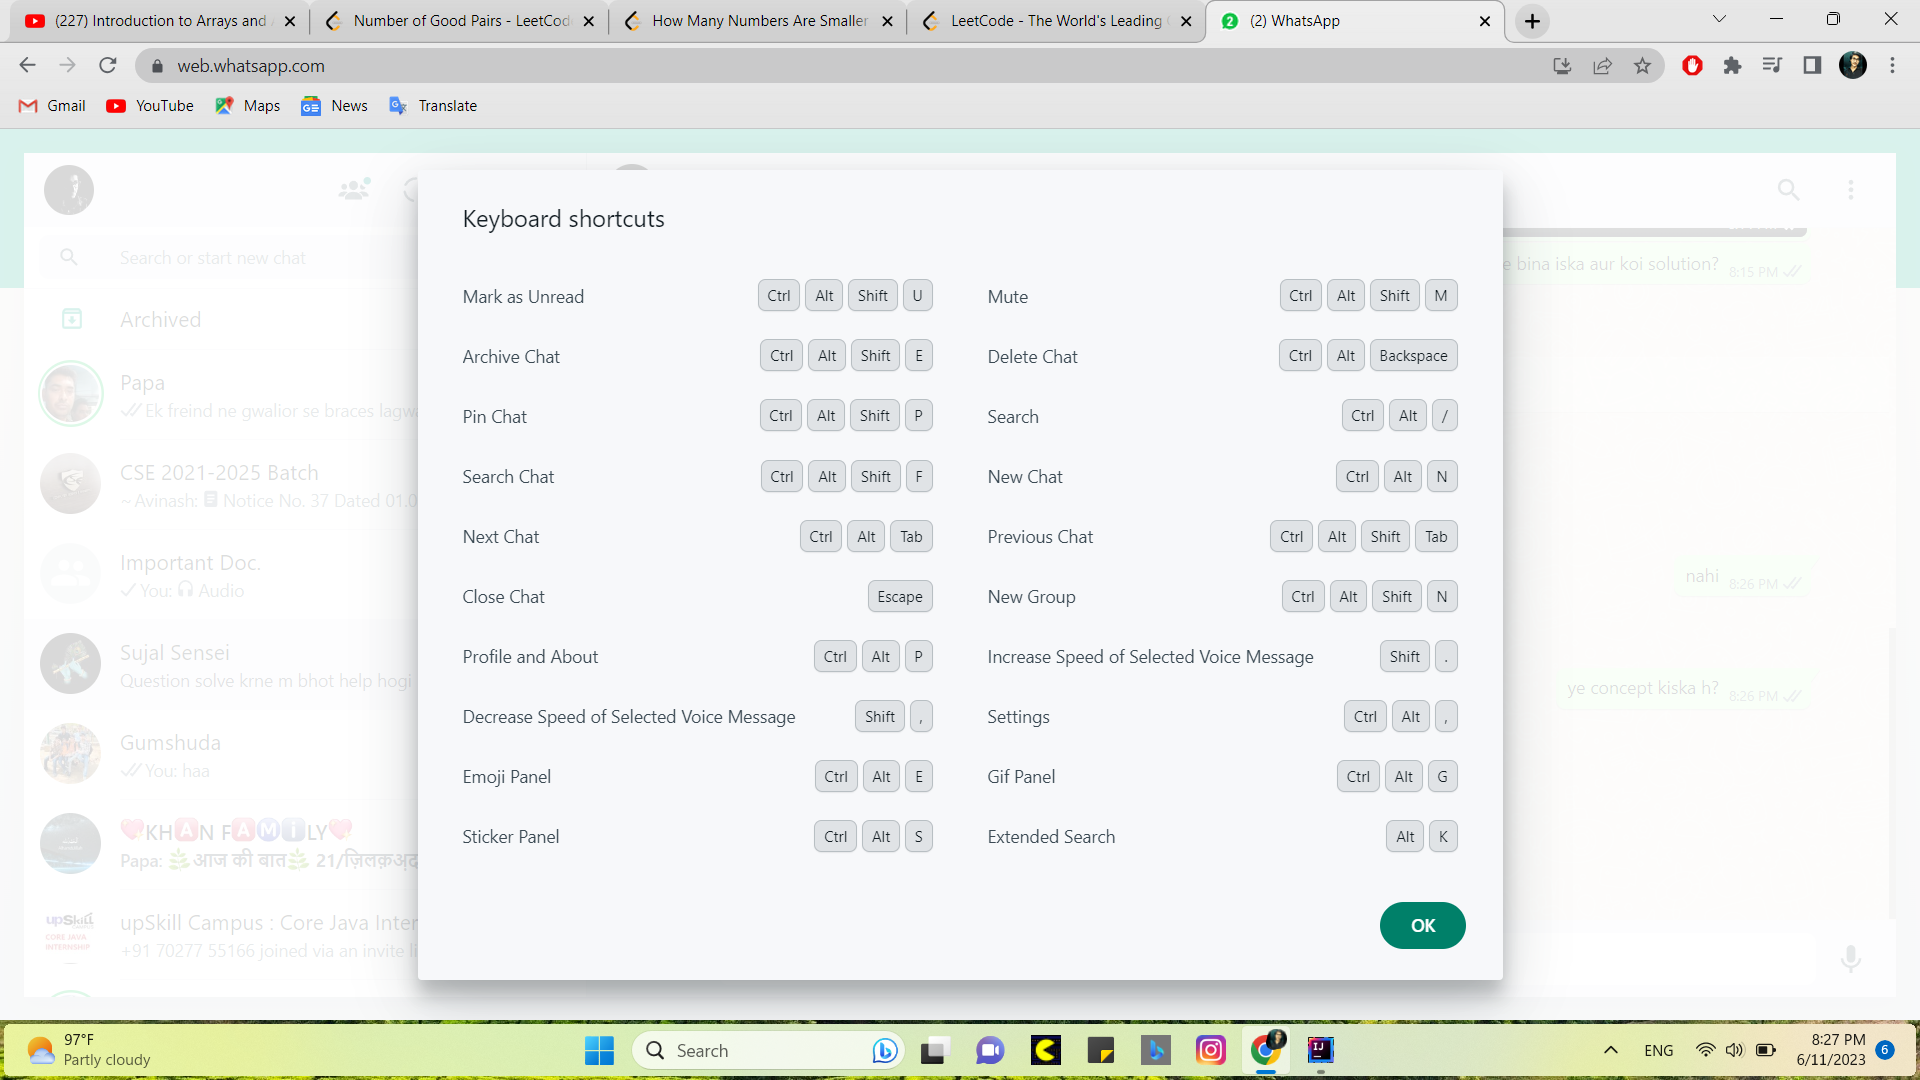 (227) Introduction to Arrays and
Number of Good Pairs - LeetCod
How Many Numbers Are Smaller
LeetCode - The World's Leading
(2) WhatsApp
web.whatsapp.com
Gmail
YouTube
Maps
News
Translate
Search or start new chat
Archived
Papa
Ek freind ne gwalior se braces lagwa
CSE 2021-2025 Batch
~ Avinash: Notice No. 37 Dated 01.0
Important Doc.
You: Audio
Sujal Sensei
Question solve krne m bhot help hogi
Gumshuda
You: haa
💖KH🅰N F🅰Ⓜℹ️LY💖
Papa: 🌿आज की बात🌿 21/ज़िलक़अ़द
upSkill Campus : Core Java Inter
+91 70277 55166 joined via an invite li
upSkill
CAMPUS
CORE JAVA
INTERNSHIP
Keyboard shortcuts
Mark as Unread Ctrl Alt Shift U
Mute Ctrl Alt Shift M
Archive Chat Ctrl Alt Shift E
Delete Chat Ctrl Alt Backspace
Pin Chat Ctrl Alt Shift P
Search Ctrl Alt /
Search Chat Ctrl Alt Shift F
New Chat Ctrl Alt N
Next Chat Ctrl Alt Tab
Previous Chat Ctrl Alt Shift Tab
Close Chat Escape
New Group Ctrl Alt Shift N
Profile and About Ctrl Alt P
Increase Speed of Selected Voice Message Shift .
Decrease Speed of Selected Voice Message Shift ,
Settings Ctrl Alt ,
Emoji Panel Ctrl Alt E
Gif Panel Ctrl Alt G
Sticker Panel Ctrl Alt S
Extended Search Alt K
OK
e bina iska aur koi solution? 8:15 PM
nahi 8:26 PM
ye concept kiska h? 8:26 PM
97°F
Partly cloudy
Search
ENG
8:27 PM
6/11/2023
6